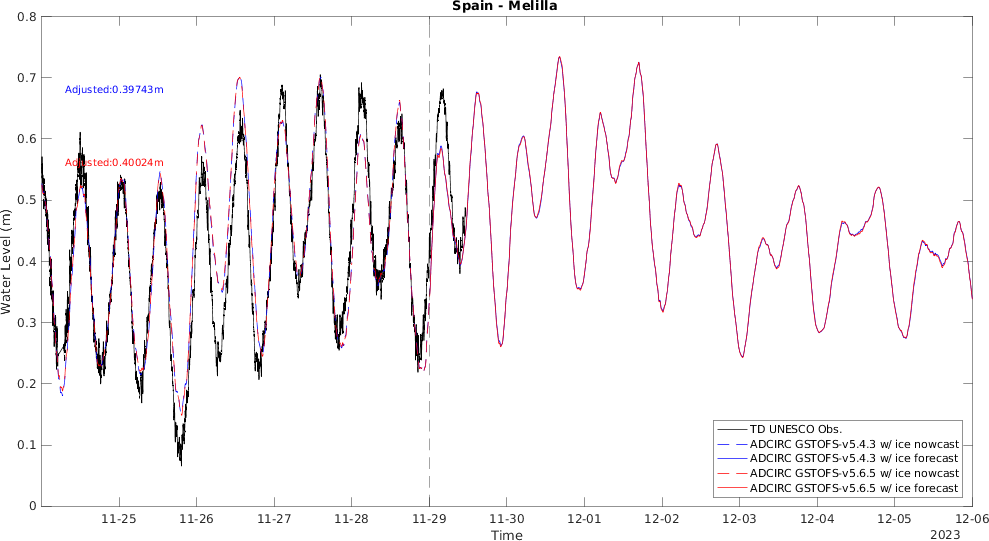 Spain - Melilla
0.8
0.7
0.6
0.5
0.4
0.3
0.2
0.1
0
Water Level (m)
Adjusted:0.39743m
Adjusted:0.40024m
TD UNESCO Obs.
ADCIRC GSTOFS-v5.4.3 w/ ice nowcast
ADCIRC GSTOFS-v5.4.3 w/ ice forecast
ADCIRC GSTOFS-v5.6.5 w/ ice nowcast
ADCIRC GSTOFS-v5.6.5 w/ ice forecast
11-25 11-26 11-27 11-28 11-29 11-30 12-01 12-02 12-03 12-04 12-05 12-06
Time
2023